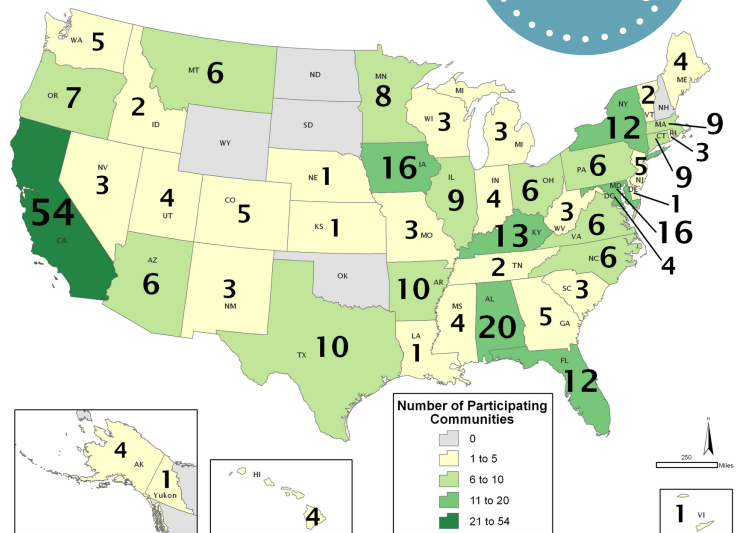 WA 5
MT 6
ND
MN
8
OR 7
2
ID
SD
WY
WI 3
MI
3
MI
4
ME
2
VT
NH
NY
12
MA
9
CT
RI
3
9
NV
3
4
UT
CO
5
NE 1
16 IA
IL
9
IN
4
OH
6
PA 6
5
NJ
MD
DE
DC
1
16
4
54
CA
KS 1
3 MO
13 KY
3
WV
6
VA
AZ
6
3
NM
OK
10 AR
2 TN
NC 6
SC 3
TX 10
LA
1
MS
4
AL
20
5
GA
FL
12
4
AK
1
Yukon
HI
4
Number of Participating
Communities
0
1 to 5
6 to 10
11 to 20
21 to 54
N
250
Miles
1 VI